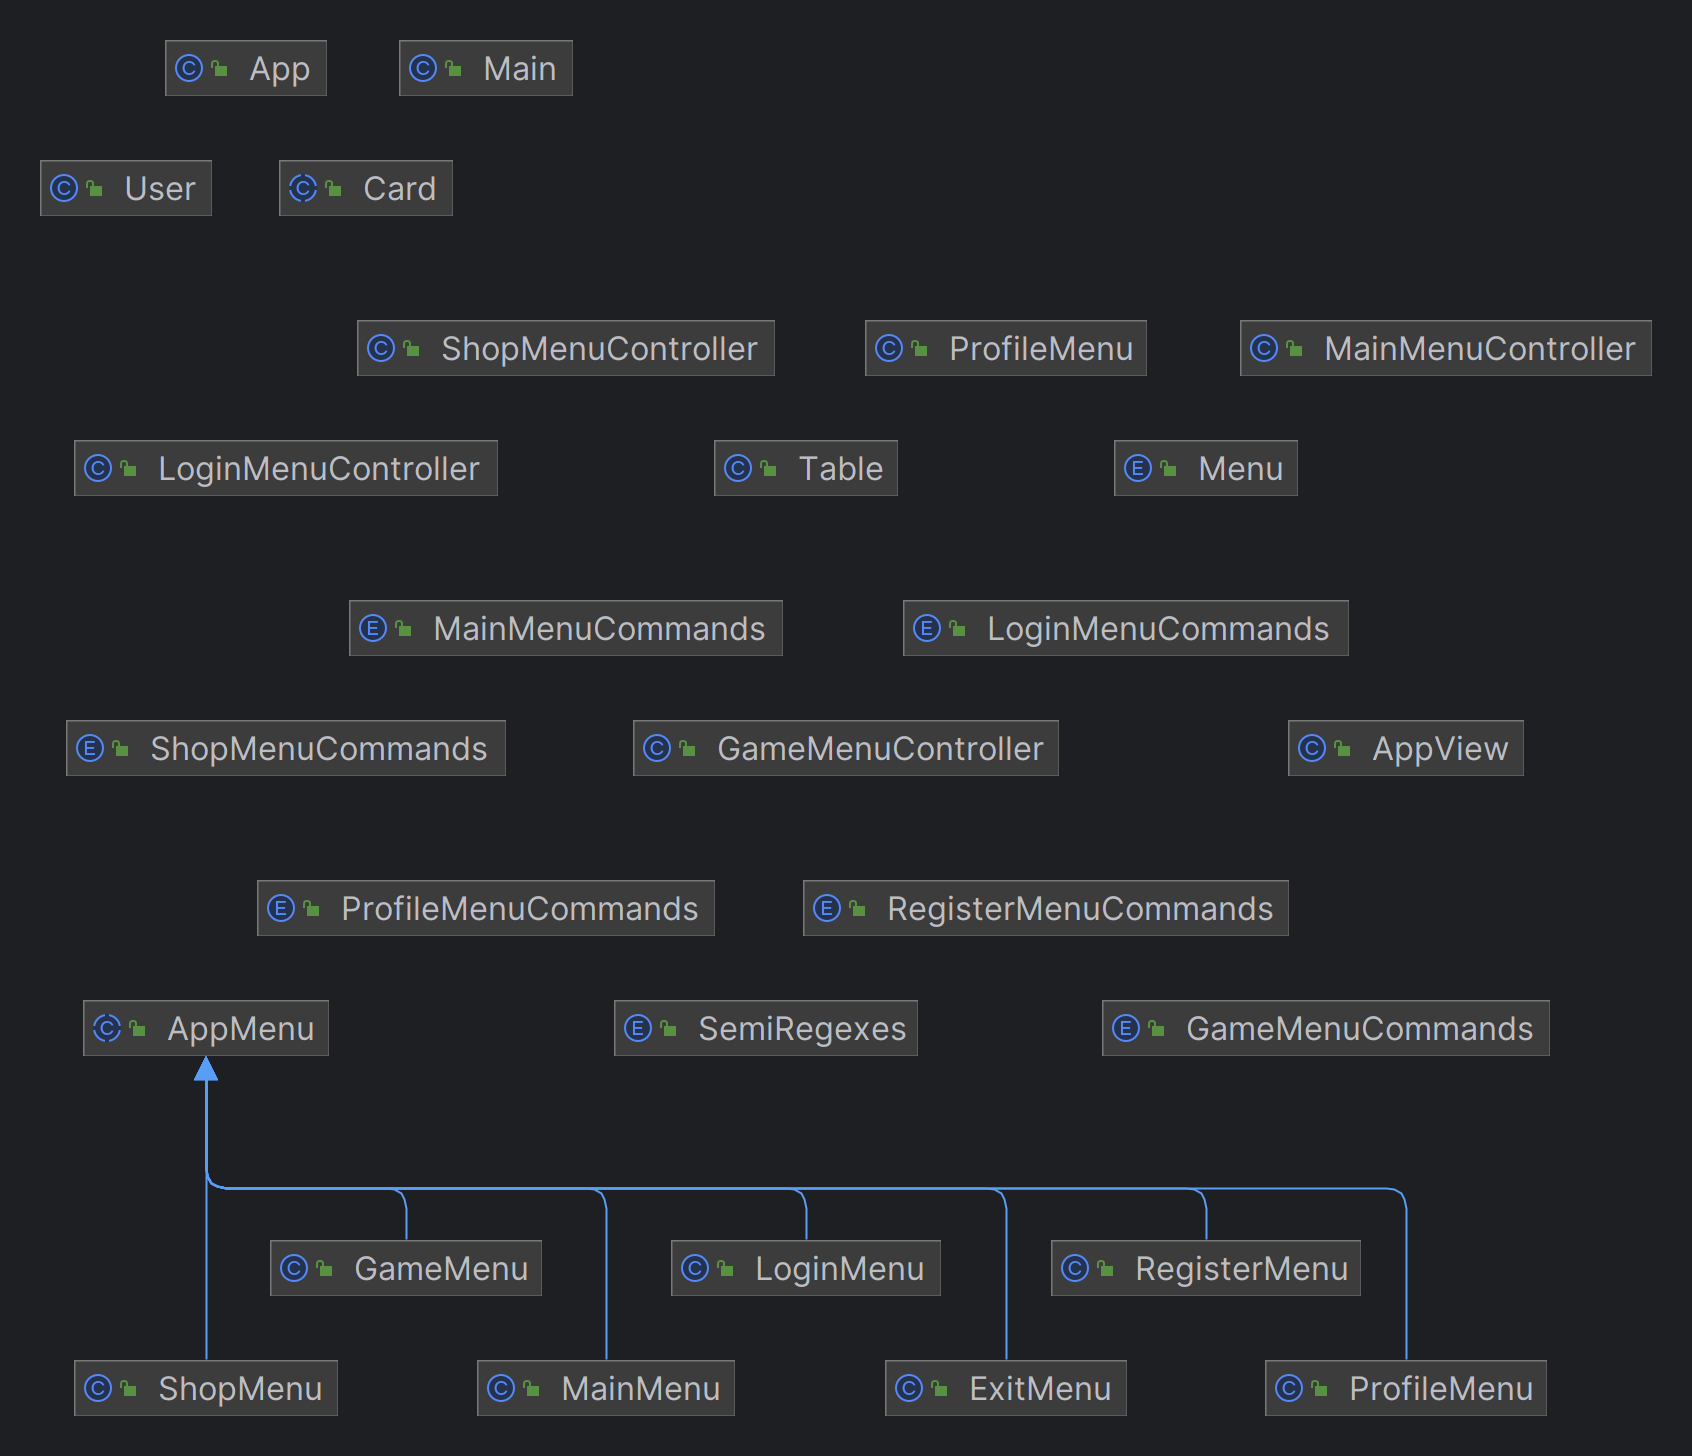 App
Main
User
Card
ShopMenuController
ProfileMenu
MainMenuController
LoginMenuController
Table
Menu
MainMenuCommands
LoginMenuCommands
ShopMenuCommands
GameMenuController
AppView
ProfileMenuCommands
RegisterMenuCommands
AppMenu
SemiRegexes
GameMenuCommands
GameMenu
LoginMenu
RegisterMenu
ShopMenu
MainMenu
ExitMenu
ProfileMenu